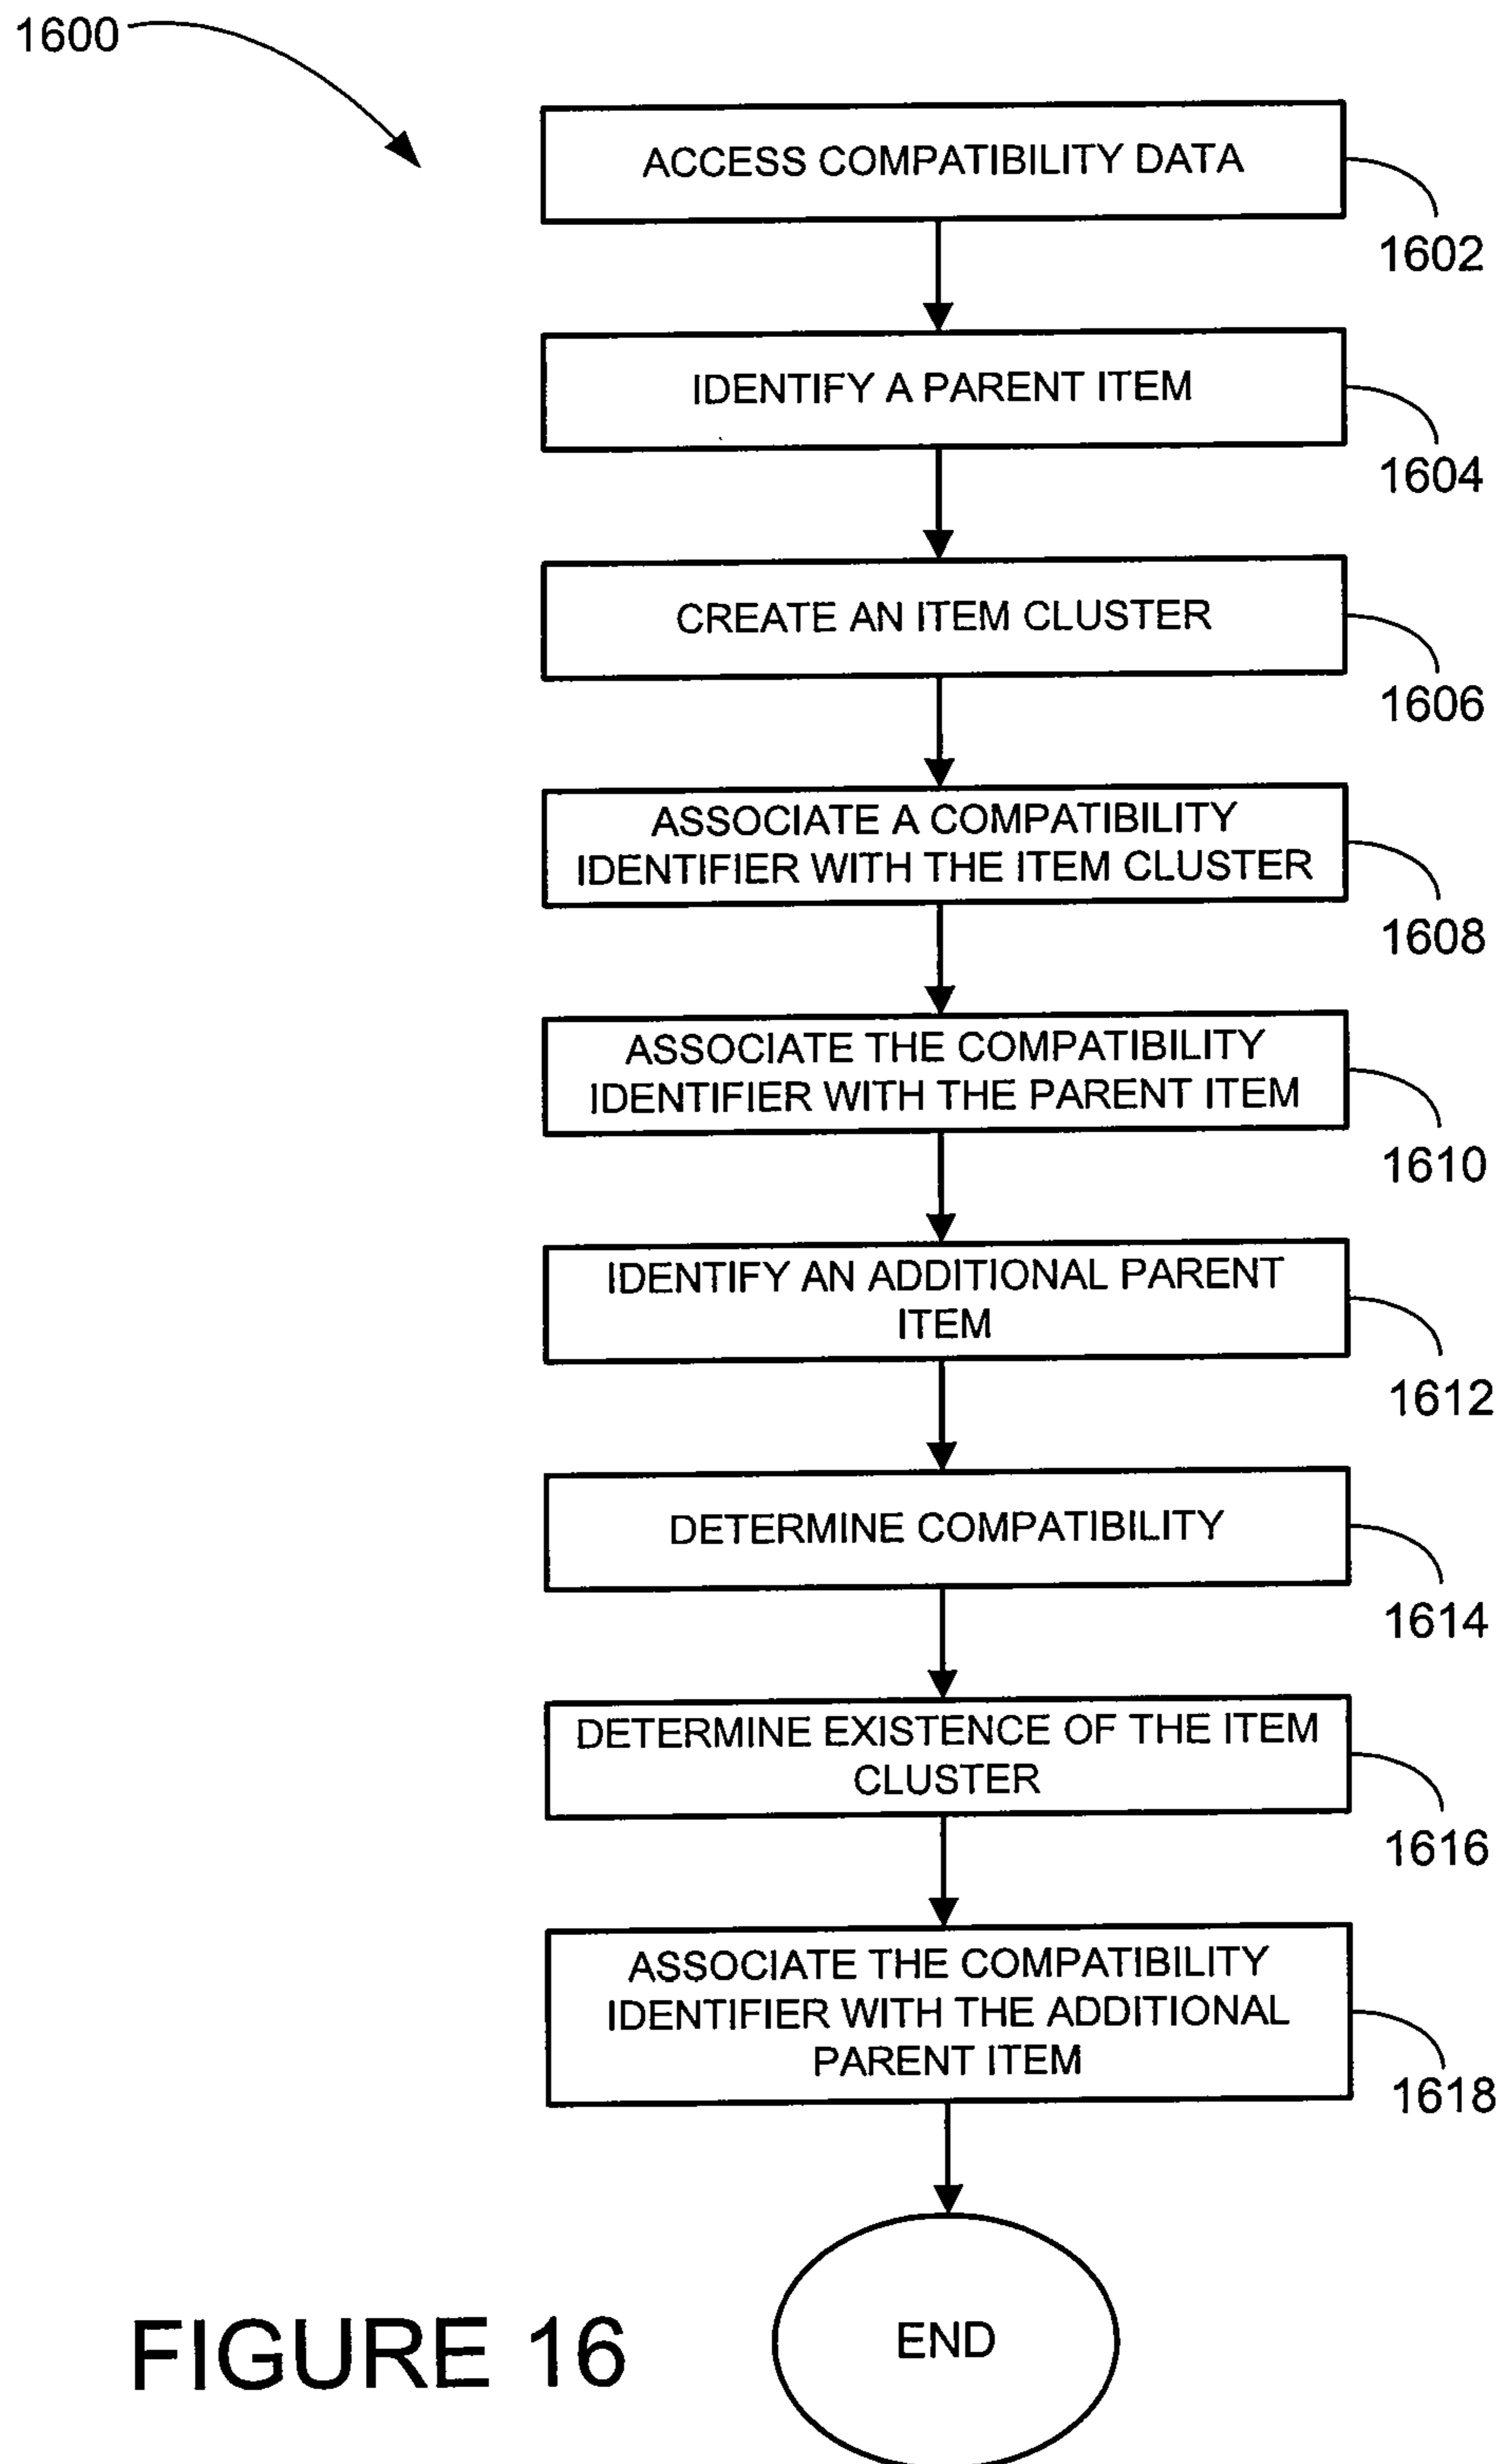 1600
ACCESS COMPATIBILITY DATA
1602
IDENTIFY A PARENT ITEM
1604
CREATE AN ITEM CLUSTER
1606
ASSOCIATE A COMPATIBILITY
IDENTIFIER WITH THE ITEM CLUSTER
1608
ASSOCIATE THE COMPATIBILITY
IDENTIFIER WITH THE PARENT ITEM
1610
IDENTIFY AN ADDITIONAL PARENT
ITEM
1612
DETERMINE COMPATIBILITY
1614
DETERMINE EXISTENCE OF THE ITEM
CLUSTER
1616
ASSOCIATE THE COMPATIBILITY
IDENTIFIER WITH THE ADDITIONAL
PARENT ITEM
1618
END
FIGURE 16